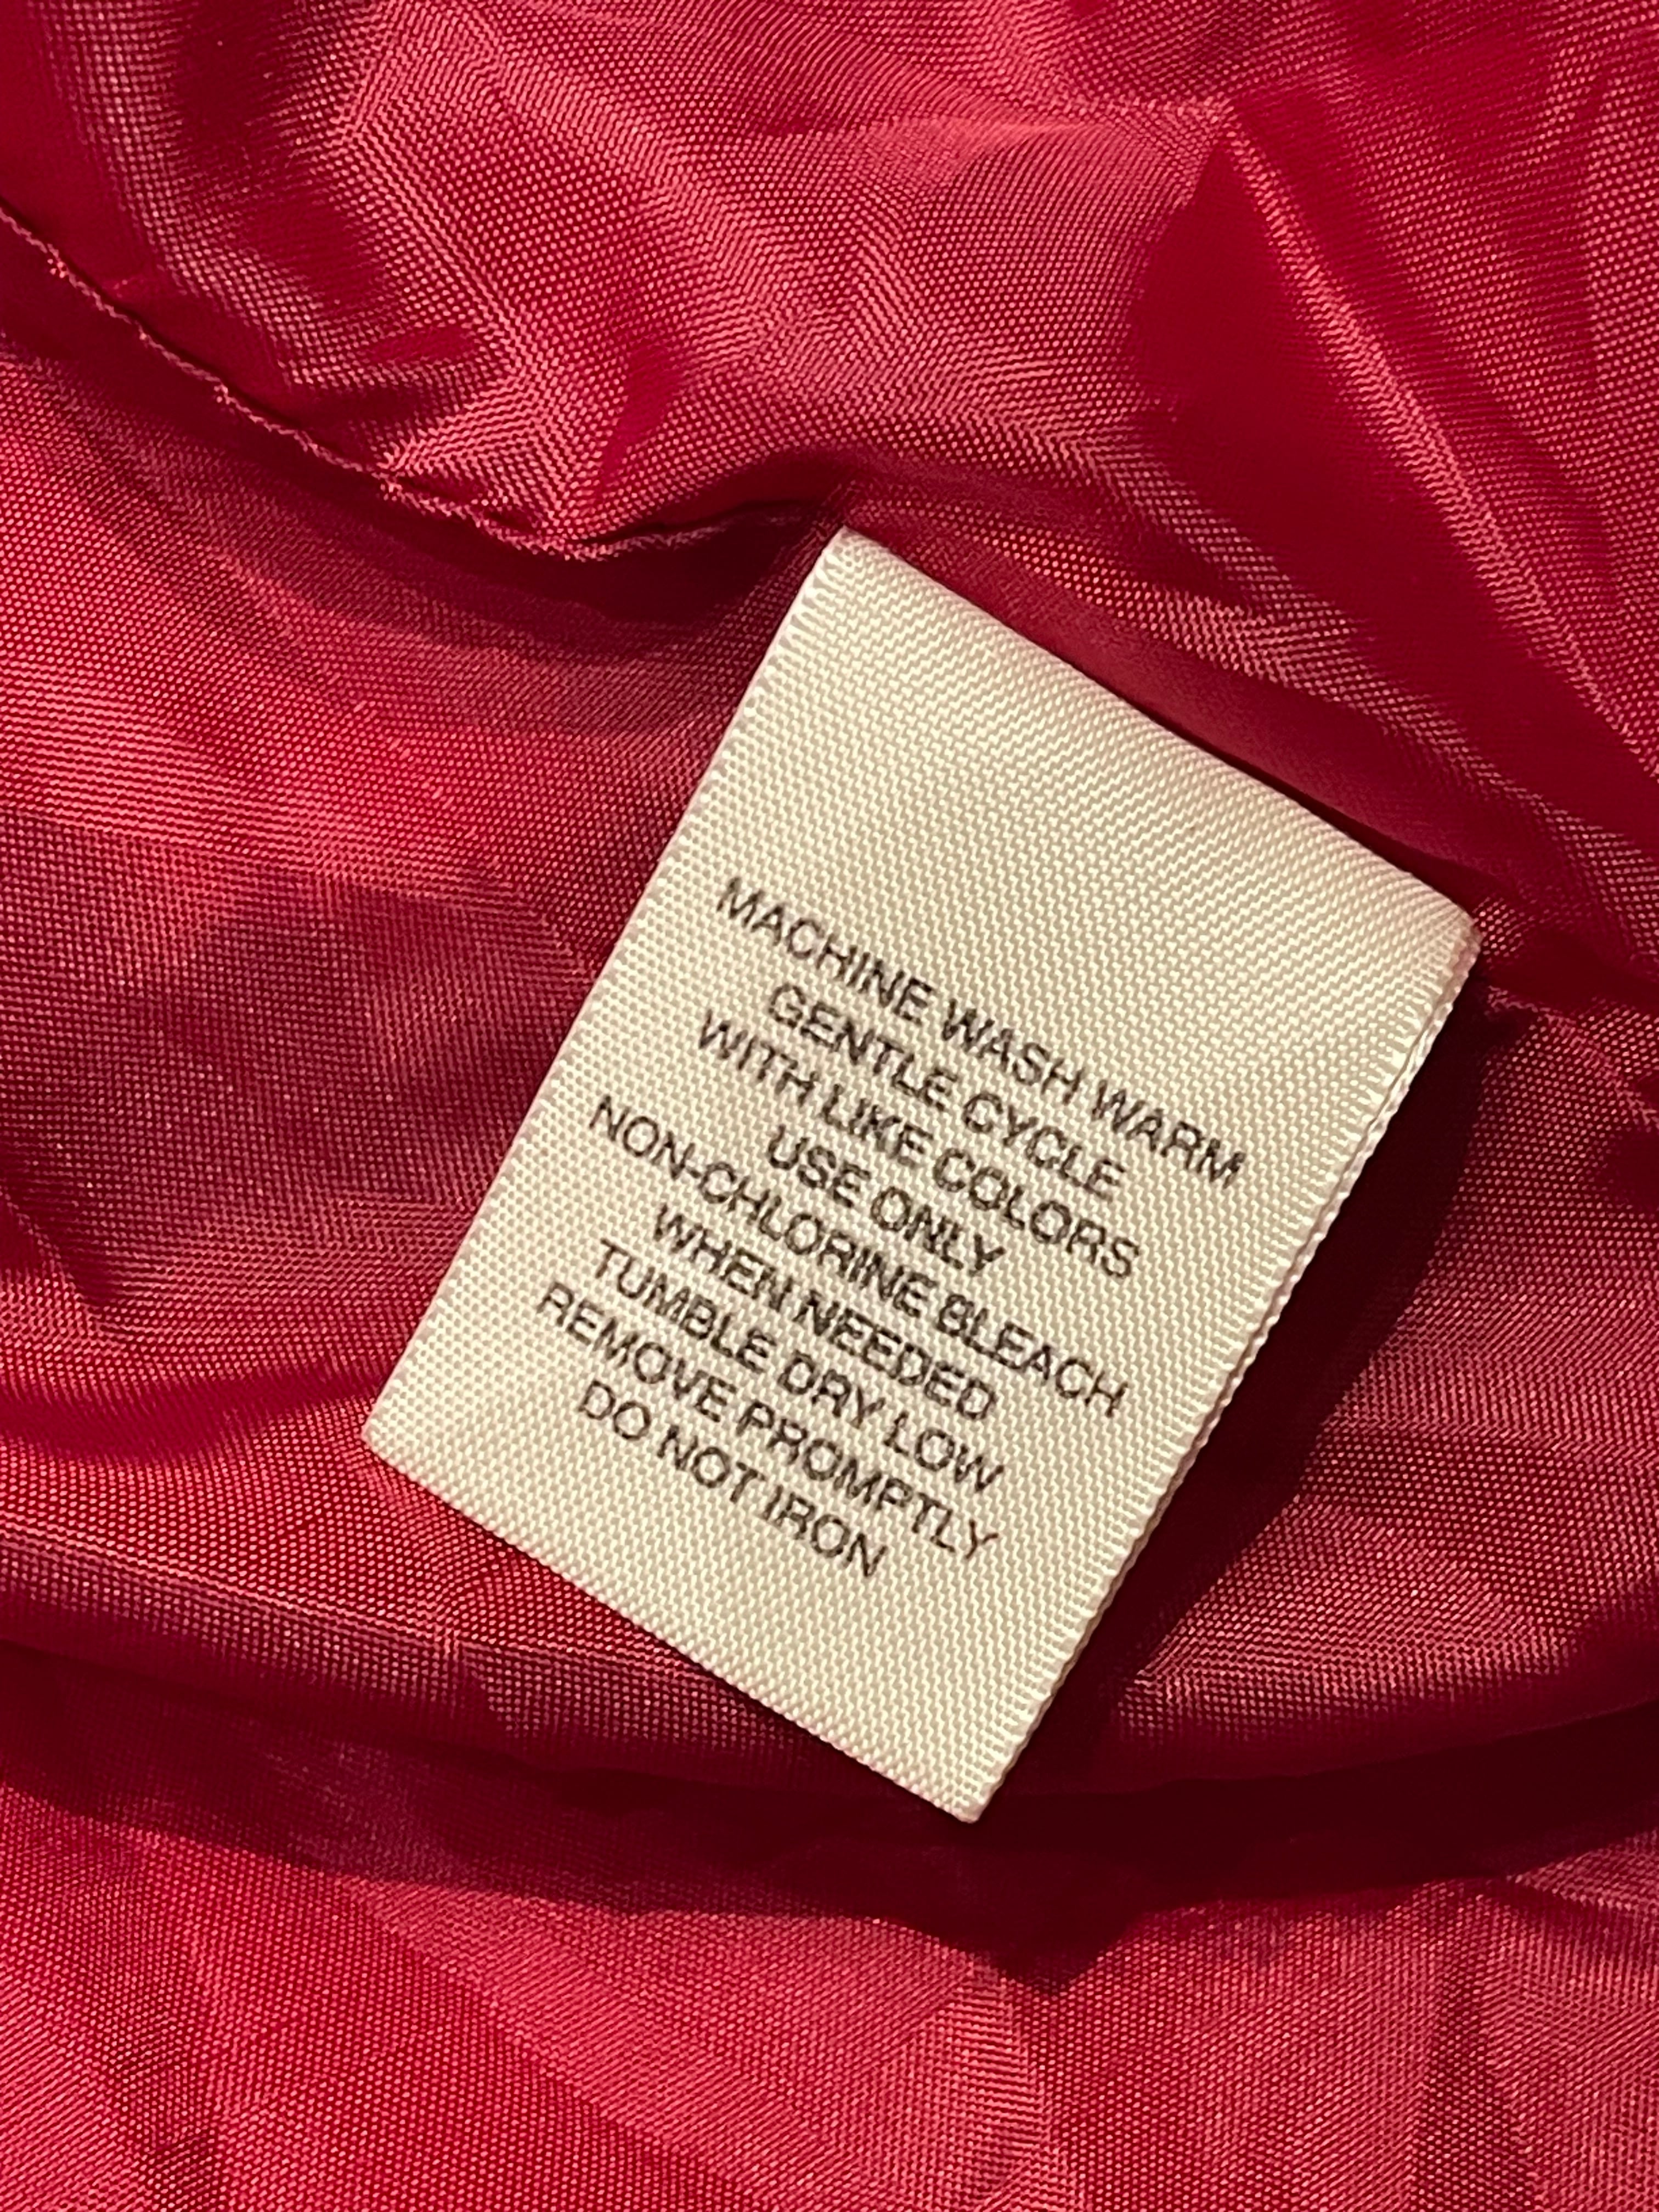 MACHINE WASH WARM
GENTLE CYCLE
WITH LIKE COLORS
USE ONLY
NON-CHLORINE BLEACH
WHEN NEEDED
TUMBLE DRY LOW
REMOVE PROMPTLY
DO NOT IRON